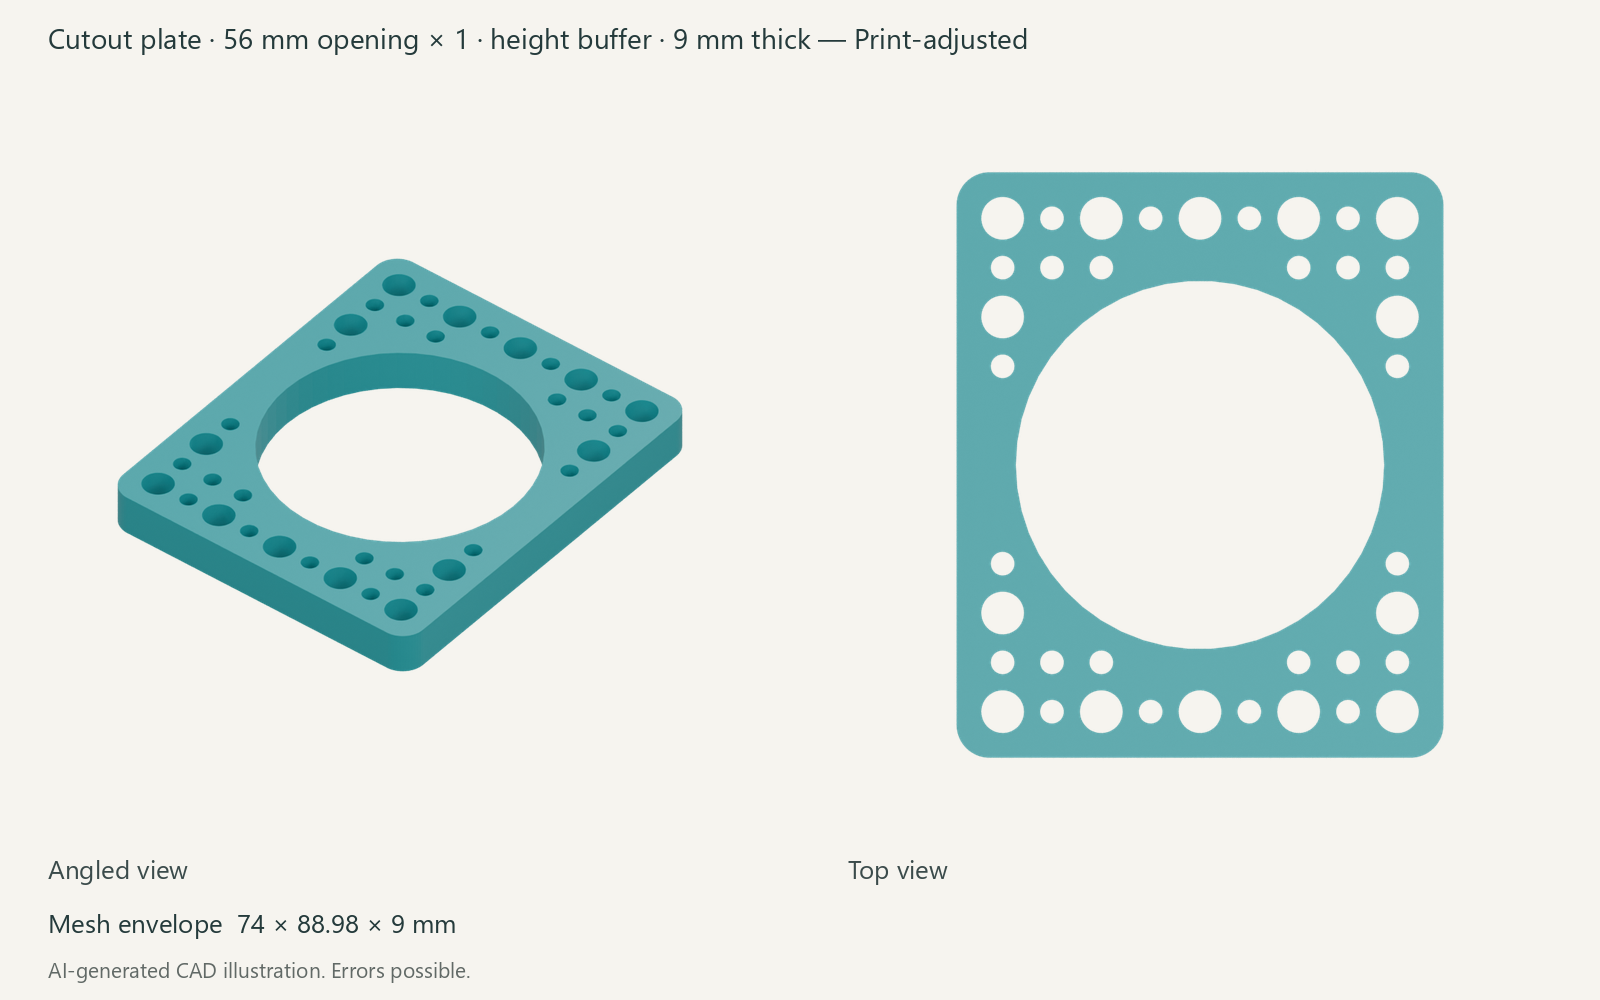 Cutout plate · 56 mm opening × 1 · height buffer · 9 mm thick — Print-adjusted
Angled view
Top view
Mesh envelope 74 × 88.98 × 9 mm
AI-generated CAD illustration. Errors possible.